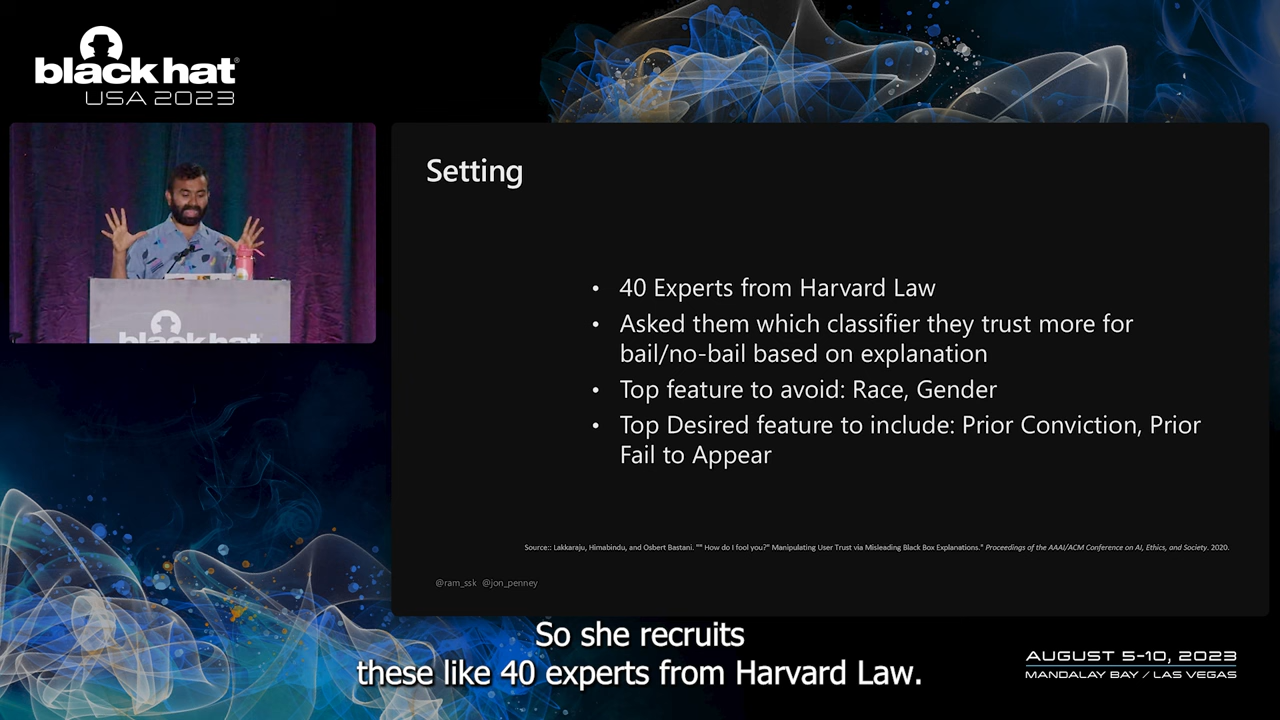 black hat®
USA 2023
black hat
Setting
• 40 Experts from Harvard Law
• Asked them which classifier they trust more for
bail/no-bail based on explanation
• Top feature to avoid: Race, Gender
• Top Desired feature to include: Prior Conviction, Prior
Fail to Appear
Source:: Lakkaraju, Himabindu, and Osbert Bastani. "" How do I fool you?" Manipulating User Trust via Misleading Black Box Explanations." Proceedings of the AAAI/ACM Conference on AI, Ethics, and Society. 2020.
@ram_ssk @jon_penney
So she recruits
these like 40 experts from Harvard Law.
AUGUST 5-10, 2023
MANDALAY BAY / LAS VEGAS